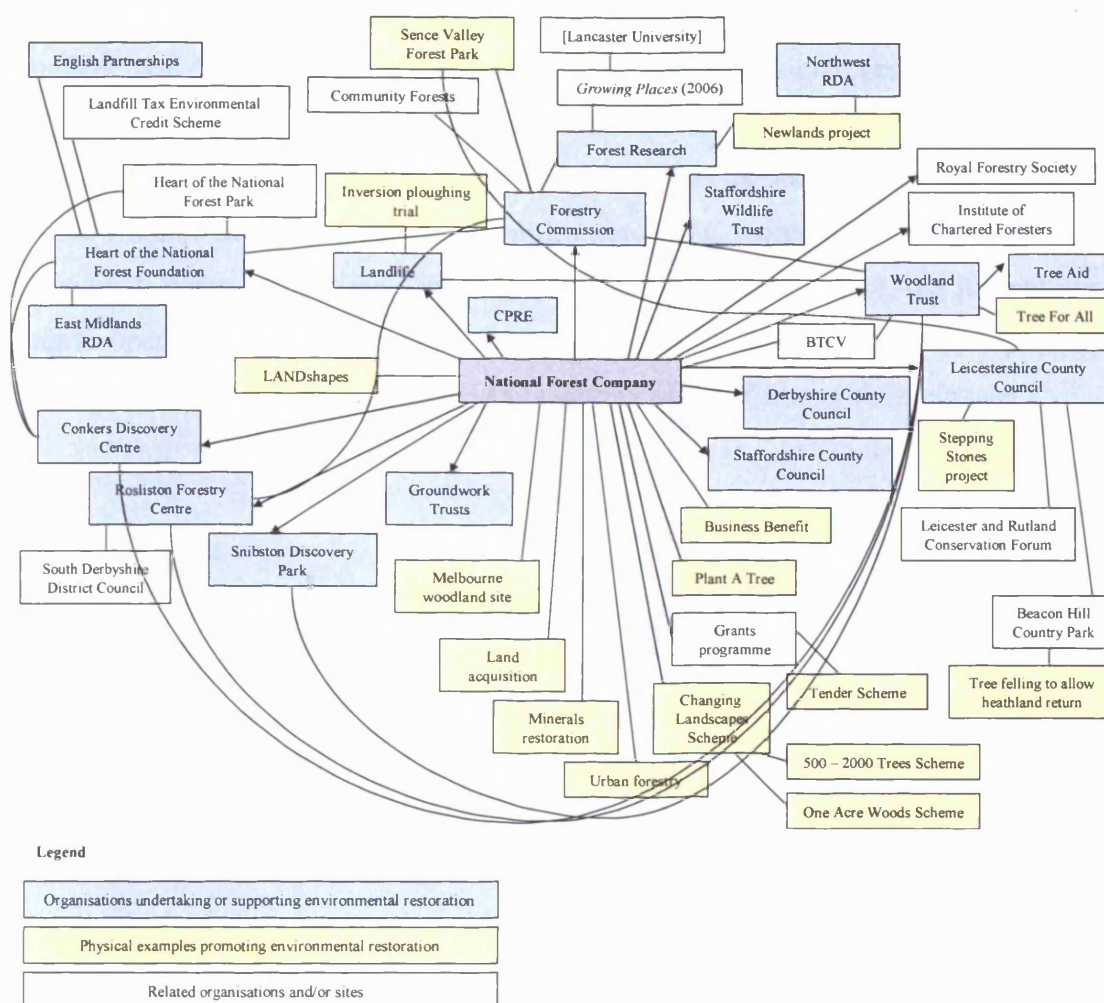 Sence Valley
Forest Park
[Lancaster University]
English Partnerships
Northwest
RDA
Landfill Tax Environmental
Credit Scheme
Community Forests
Growing Places (2006)
Newlands project
Forest Research
Royal Forestry Society
Heart of the National
Forest Park
Inversion ploughing
trial
Staffordshire
Wildlife
Trust
Forestry
Commission
Institute of
Chartered Foresters
Heart of the National
Forest Foundation
Landlife
Woodland
Trust
Tree Aid
East Midlands
RDA
CPRE
BTCV
Tree For All
LANDshapes
National Forest Company
Leicestershire County
Council
Derbyshire County
Council
Conkers Discovery
Centre
Staffordshire County
Council
Stepping
Stones
project
Rosliston Forestry
Centre
Groundwork
Trusts
Business Benefit
Leicester and Rutland
Conservation Forum
Snibston Discovery
Park
South Derbyshire
District Council
Melbourne
woodland site
Plant A Tree
Beacon Hill
Country Park
Grants
programme
Land
acquisition
Tender Scheme
Tree felling to allow
heathland return
Changing
Landscapes
Scheme
Minerals
restoration
500 – 2000 Trees Scheme
Urban forestry
One Acre Woods Scheme
Legend
Organisations undertaking or supporting environmental restoration
Physical examples promoting environmental restoration
Related organisations and/or sites